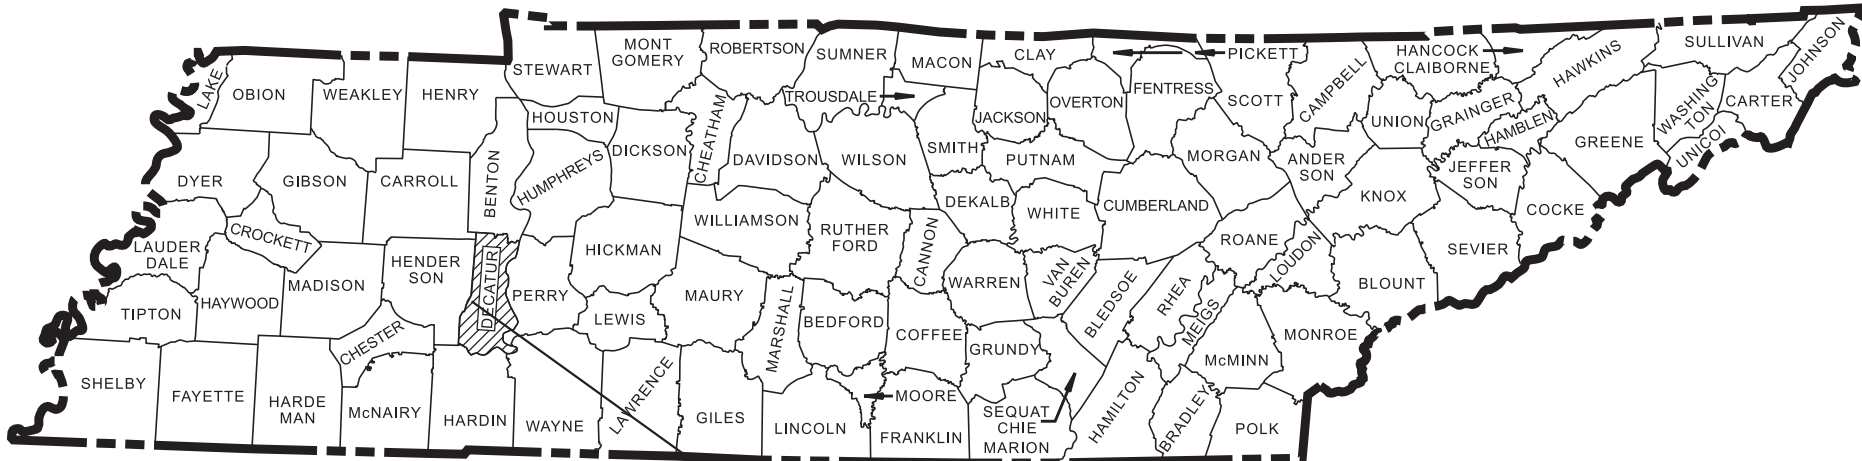 LAKE
OBION
WEAKLEY
HENRY
STEWART
MONT
GOMERY
ROBERTSON
SUMNER
MACON
CLAY
PICKETT
HANCOCK
CLAIBORNE
HAWKINS
SULLIVAN
JOHNSON
TROUSDALE
HOUSTON
CHEATHAM
JACKSON
OVERTON
FENTRESS
SCOTT
CAMPBELL
UNION
GRAINGER
HAMBLEN
WASHING
TON
CARTER
UNICOI
GREENE
DYER
GIBSON
CARROLL
BENTON
HUMPHREYS
DICKSON
DAVIDSON
WILSON
SMITH
PUTNAM
MORGAN
ANDER
SON
KNOX
JEFFER
SON
COCKE
LAUDER
DALE
CROCKETT
HAYWOOD
MADISON
HENDER
SON
DECATUR
PERRY
HICKMAN
WILLIAMSON
RUTHER
FORD
CANNON
DEKALB
WHITE
CUMBERLAND
ROANE
LOUDON
BLOUNT
SEVIER
TIPTON
CHESTER
LEWIS
MAURY
MARSHALL
BEDFORD
COFFEE
WARREN
VAN
BUREN
BLEDSOE
RHEA
MEIGS
McMINN
MONROE
GRUNDY
SHELBY
FAYETTE
HARDE
MAN
McNAIRY
HARDIN
WAYNE
LAWRENCE
GILES
LINCOLN
MOORE
FRANKLIN
SEQUAT
CHIE
MARION
HAMILTON
BRADLEY
POLK